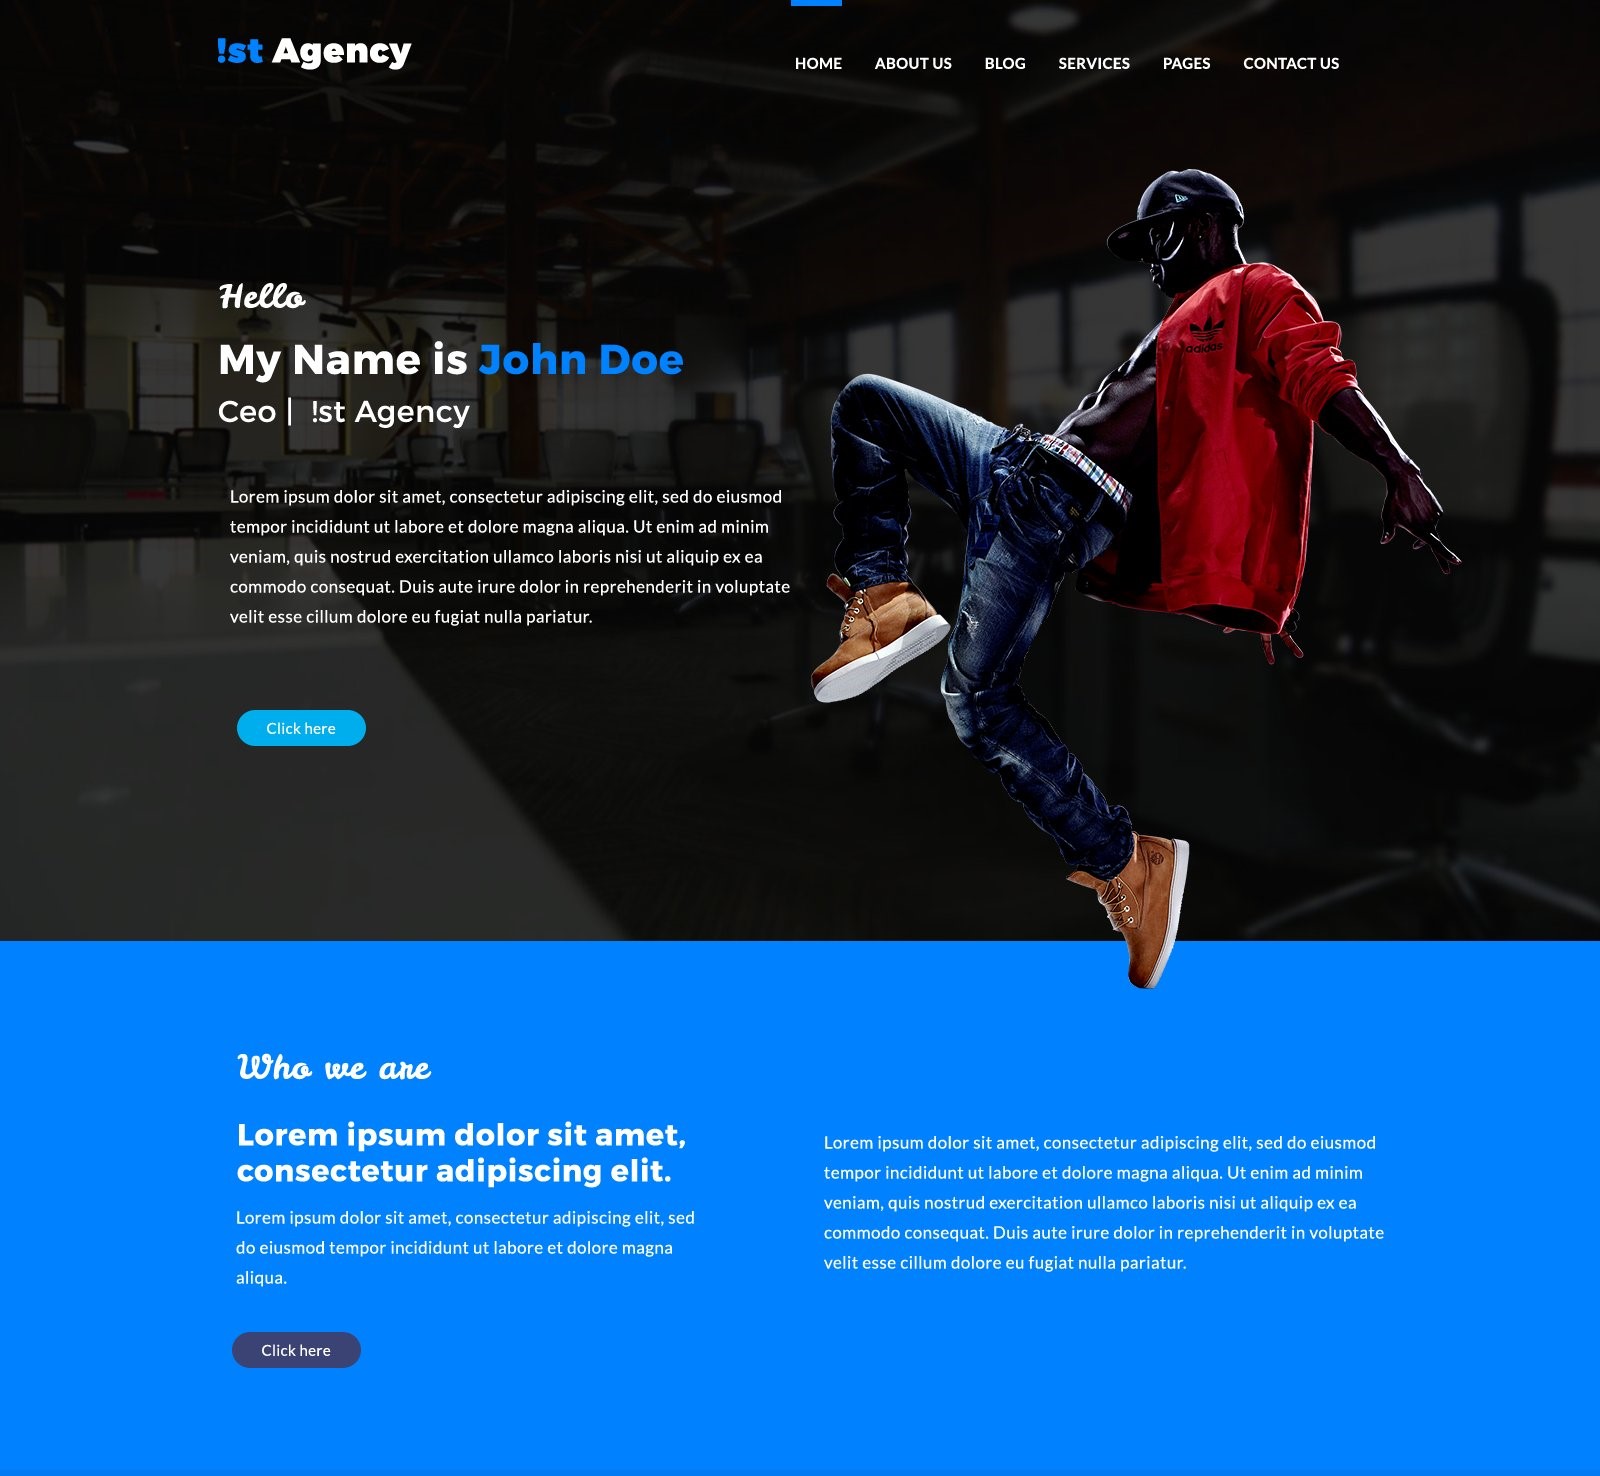 !st Agency
HOME ABOUT US BLOG SERVICES PAGES CONTACT US
Hello
My Name is John Doe
Ceo | !st Agency
Lorem ipsum dolor sit amet, consectetur adipiscing elit, sed do eiusmod
tempor incididunt ut labore et dolore magna aliqua. Ut enim ad minim
veniam, quis nostrud exercitation ullamco laboris nisi ut aliquip ex ea
commodo consequat. Duis aute irure dolor in reprehenderit in voluptate
velit esse cillum dolore eu fugiat nulla pariatur.
Click here
adidas
Who we are
Lorem ipsum dolor sit amet,
consectetur adipiscing elit.
Lorem ipsum dolor sit amet, consectetur adipiscing elit, sed
do eiusmod tempor incididunt ut labore et dolore magna
aliqua.
Click here
Lorem ipsum dolor sit amet, consectetur adipiscing elit, sed do eiusmod
tempor incididunt ut labore et dolore magna aliqua. Ut enim ad minim
veniam, quis nostrud exercitation ullamco laboris nisi ut aliquip ex ea
commodo consequat. Duis aute irure dolor in reprehenderit in voluptate
velit esse cillum dolore eu fugiat nulla pariatur.